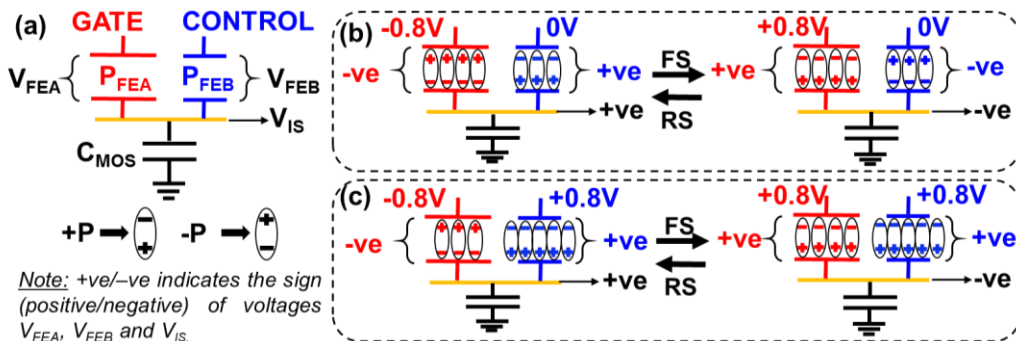 (a)
GATE CONTROL
V_FEA P_FEA P_FEB V_FEB
V_IS
C_MOS
+P -P
Note: +ve/–ve indicates the sign
(positive/negative) of voltages
V_FEA, V_FEB and V_IS.
(b)
-0.8V 0V +0.8V 0V
-ve +ve FS +ve -ve
RS
+ve -ve
(c)
-0.8V +0.8V +0.8V +0.8V
-ve +ve FS +ve +ve
RS
+ve -ve